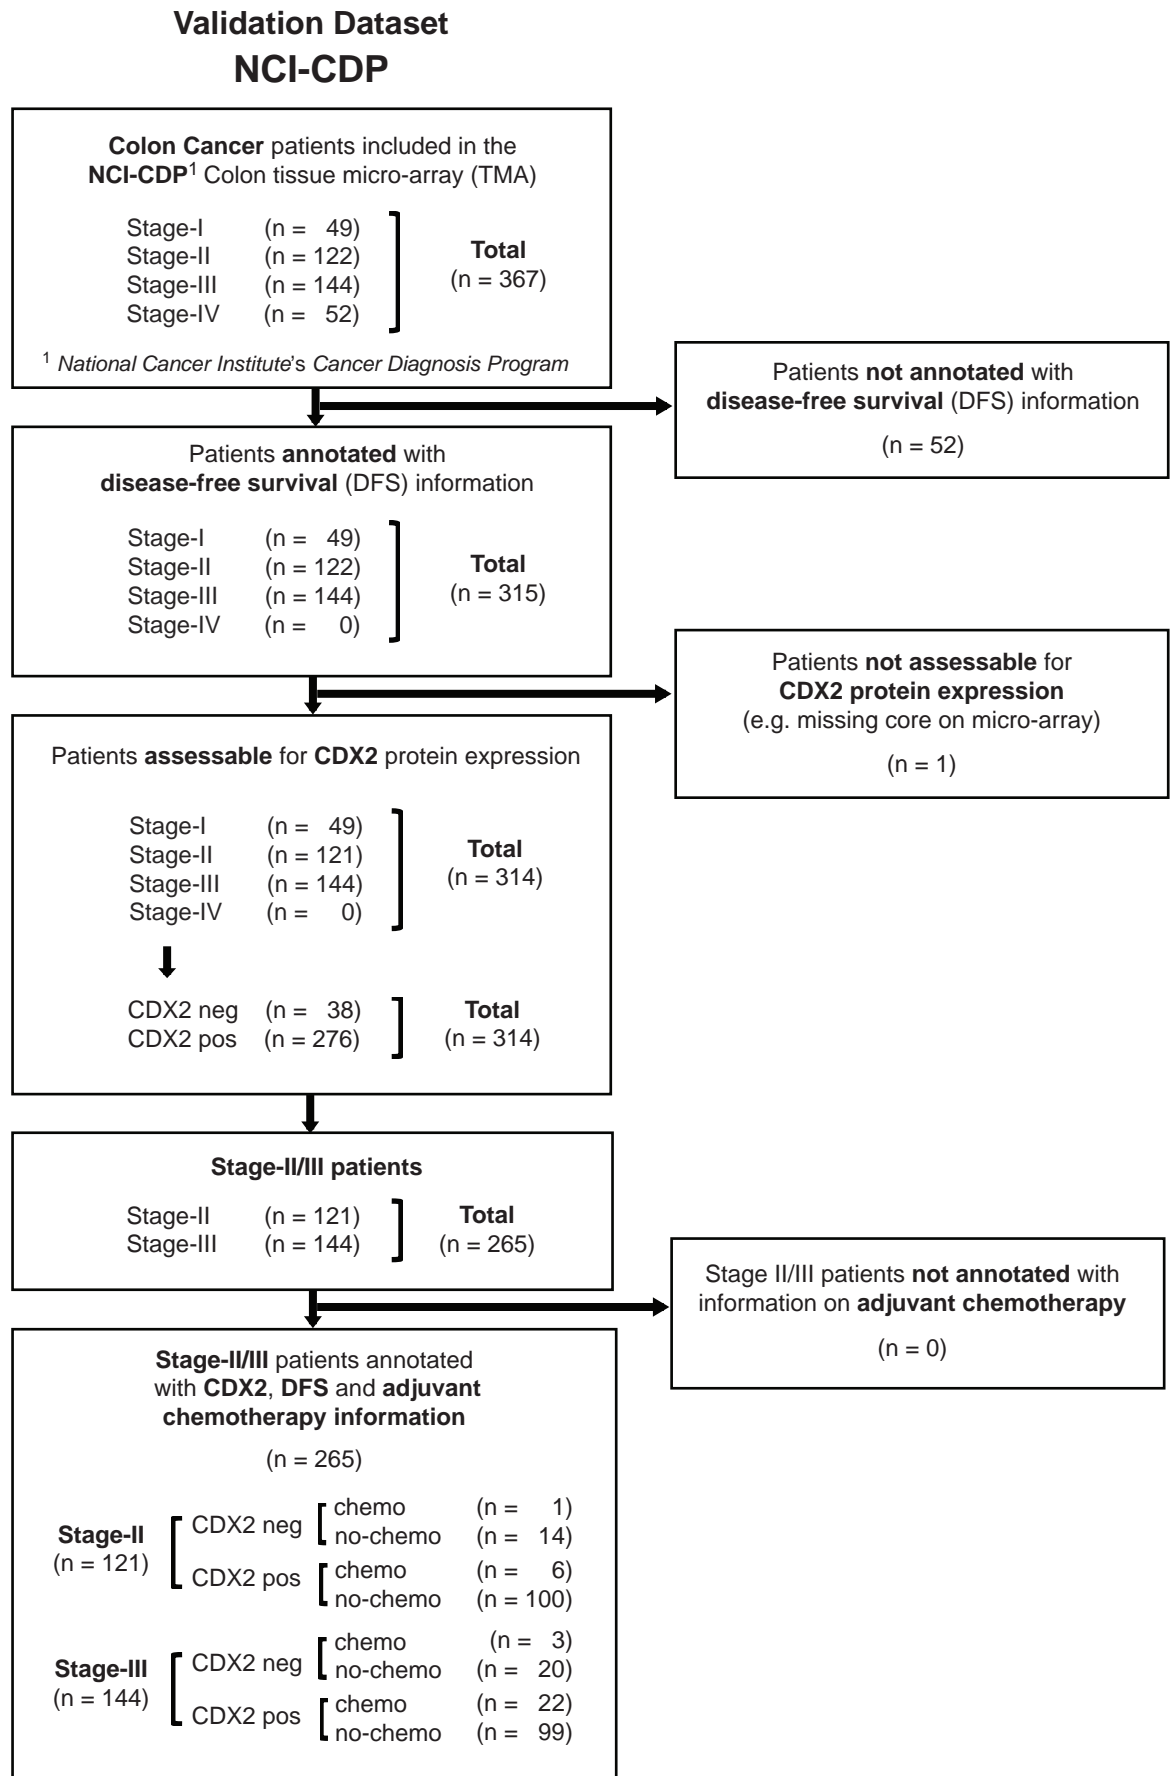 Validation Dataset
NCI-CDP
Colon Cancer patients included in the
NCI-CDP¹ Colon tissue micro-array (TMA)
Stage-I (n = 49)
Stage-II (n = 122)
Stage-III (n = 144)
Stage-IV (n = 52)
Total
(n = 367)
¹ National Cancer Institute's Cancer Diagnosis Program
Patients not annotated with
disease-free survival (DFS) information
(n = 52)
Patients annotated with
disease-free survival (DFS) information
Stage-I (n = 49)
Stage-II (n = 122)
Stage-III (n = 144)
Stage-IV (n = 0)
Total
(n = 315)
Patients not assessable for
CDX2 protein expression
(e.g. missing core on micro-array)
(n = 1)
Patients assessable for CDX2 protein expression
Stage-I (n = 49)
Stage-II (n = 121)
Stage-III (n = 144)
Stage-IV (n = 0)
Total
(n = 314)
CDX2 neg (n = 38)
CDX2 pos (n = 276)
Total
(n = 314)
Stage-II/III patients
Stage-II (n = 121)
Stage-III (n = 144)
Total
(n = 265)
Stage II/III patients not annotated with
information on adjuvant chemotherapy
(n = 0)
Stage-II/III patients annotated
with CDX2, DFS and adjuvant
chemotherapy information
(n = 265)
Stage-II
(n = 121)
CDX2 neg
chemo (n = 1)
no-chemo (n = 14)
CDX2 pos
chemo (n = 6)
no-chemo (n = 100)
Stage-III
(n = 144)
CDX2 neg
chemo (n = 3)
no-chemo (n = 20)
CDX2 pos
chemo (n = 22)
no-chemo (n = 99)